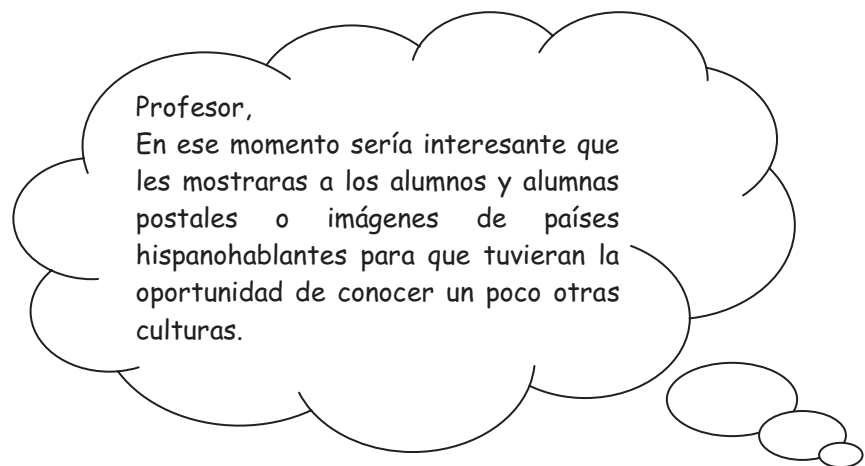 Profesor,
En ese momento sería interesante que
les mostraras a los alumnos y alumnas
postales o imágenes de países
hispanohablantes para que tuvieran la
oportunidad de conocer un poco otras
culturas.